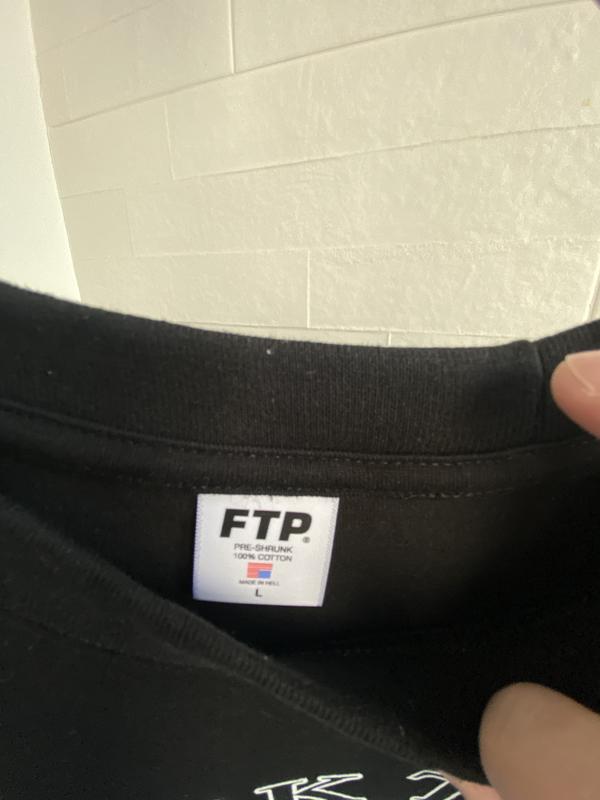 FTP®
PRE-SHRUNK
100% COTTON
MADE IN HELL
L
K